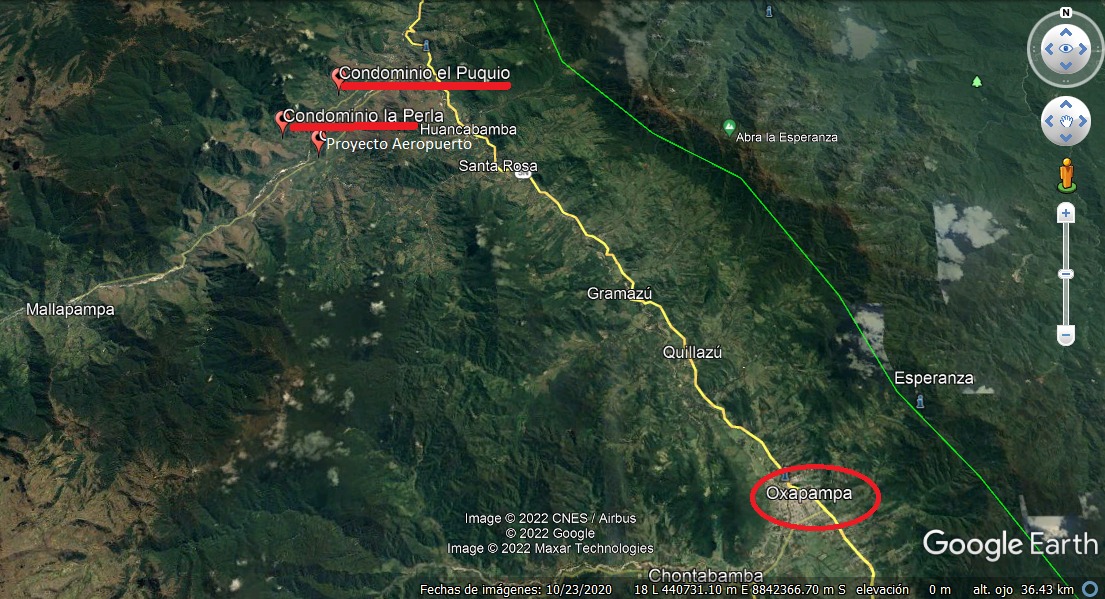 N
Condominio el Puquio
Condominio la Perla
Huancabamba
Proyecto Aeropuerto
Abra la Esperanza
Santa Rosa
Gramazú
Mallapampa
Quillazú
Esperanza
Oxapampa
Image © 2022 CNES / Airbus
© 2022 Google
Image © 2022 Maxar Technologies
Google Earth
Chontabamba
Fechas de imágenes: 10/23/2020 18 L 440731.10 m E 8842366.70 m S elevación 0 m alt. ojo 36.43 km